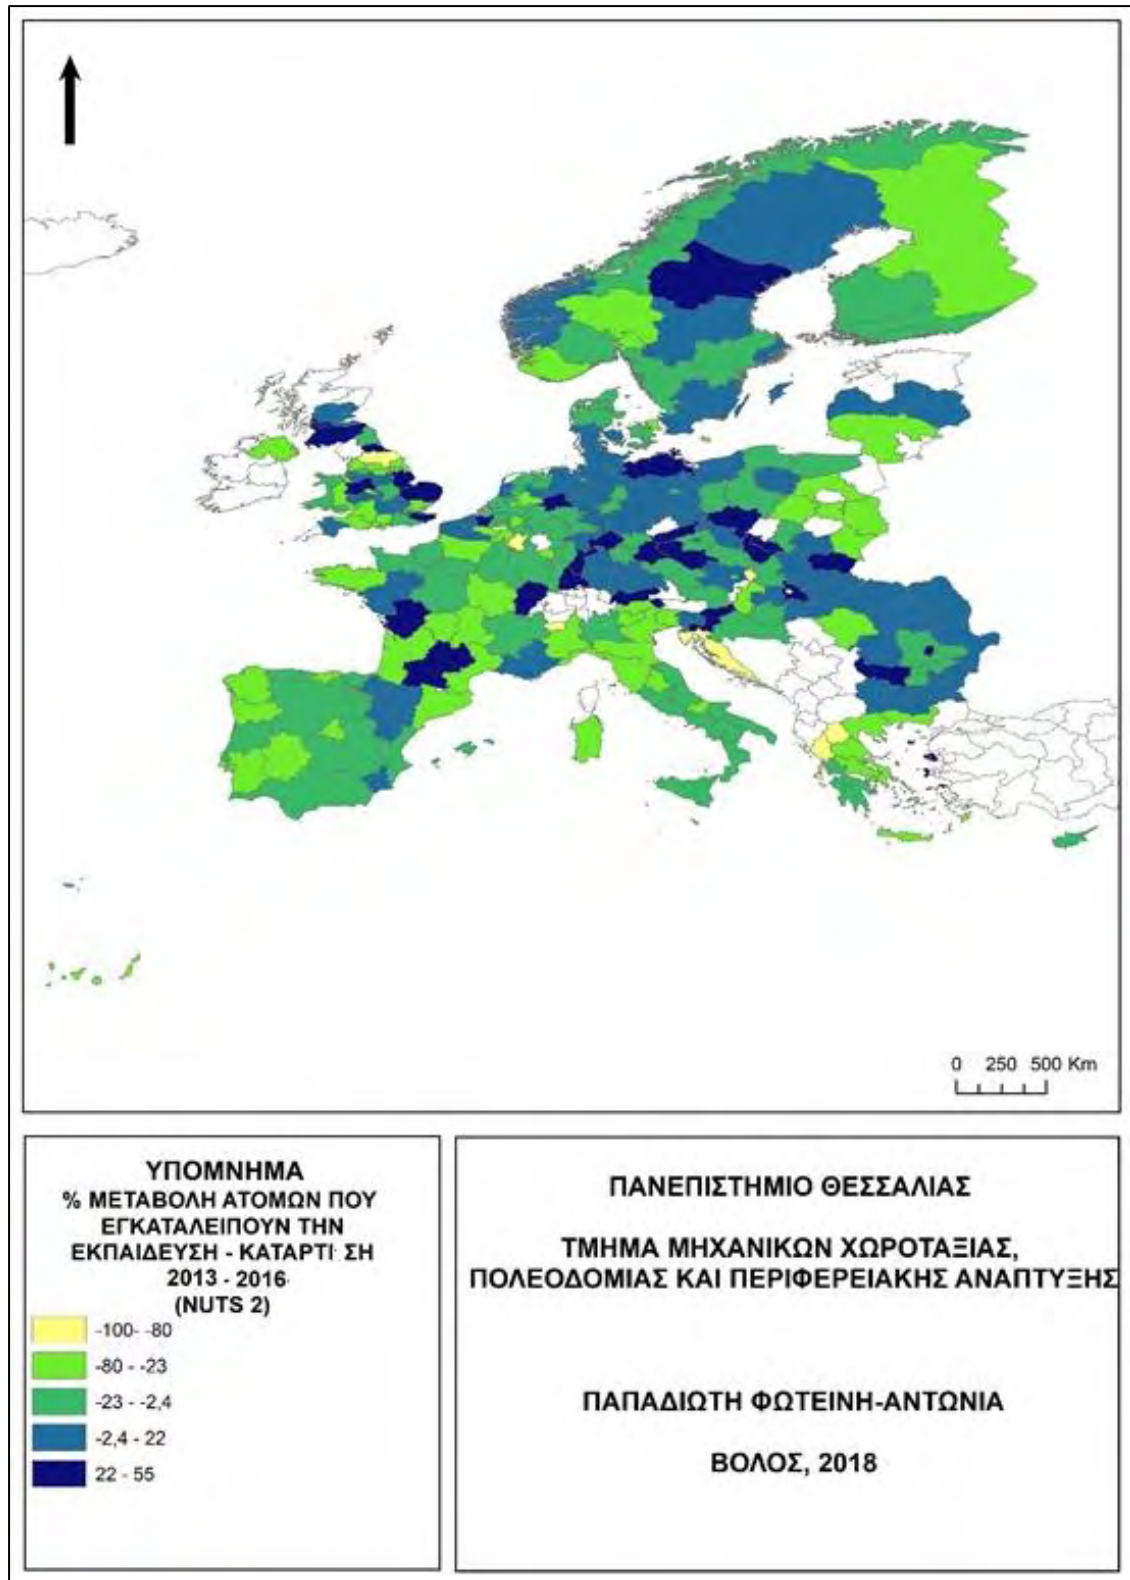 0 250 500 Km
ΥΠΟΜΝΗΜΑ
% ΜΕΤΑΒΟΛΗ ΑΤΟΜΩΝ ΠΟΥ
ΕΓΚΑΤΑΛΕΙΠΟΥΝ ΤΗΝ
ΕΚΠΑΙΔΕΥΣΗ - ΚΑΤΑΡΤΙ ΣΗ
2013 - 2016
(NUTS 2)
-100- -80
-80 - -23
-23 - -2,4
-2,4 - 22
22 - 55
ΠΑΝΕΠΙΣΤΗΜΙΟ ΘΕΣΣΑΛΙΑΣ
ΤΜΗΜΑ ΜΗΧΑΝΙΚΩΝ ΧΩΡΟΤΑΞΙΑΣ,
ΠΟΛΕΟΔΟΜΙΑΣ ΚΑΙ ΠΕΡΙΦΕΡΕΙΑΚΗΣ ΑΝΑΠΤΥΞΗΣ
ΠΑΠΑΔΙΩΤΗ ΦΩΤΕΙΝΗ-ΑΝΤΩΝΙΑ
ΒΟΛΟΣ, 2018